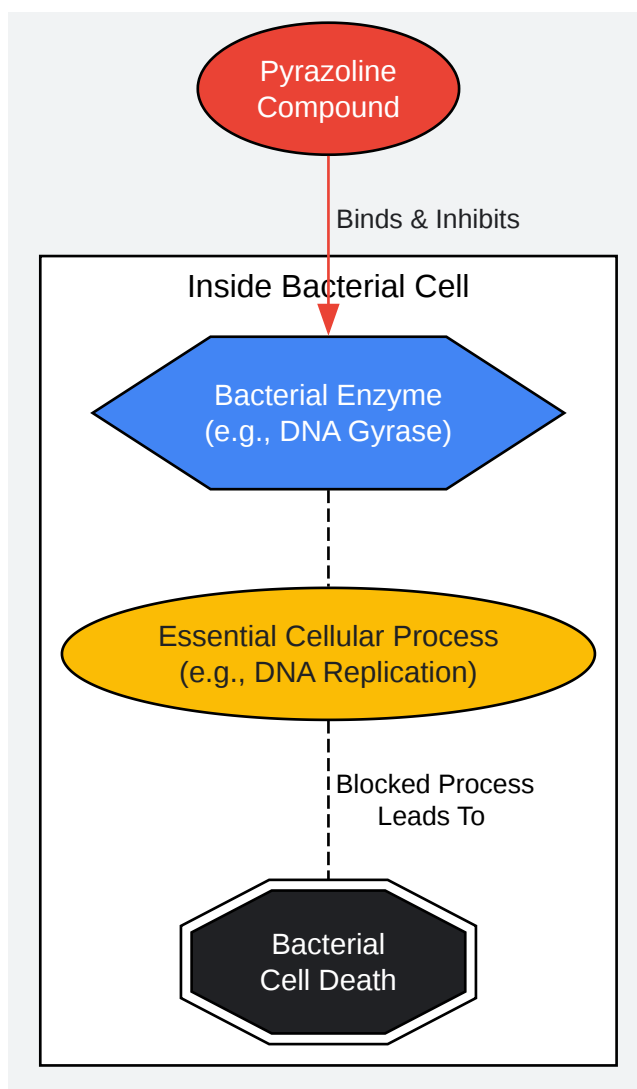 Pyrazoline
Compound
Binds & Inhibits
Inside Bacterial Cell
Bacterial Enzyme
(e.g., DNA Gyrase)
Essential Cellular Process
(e.g., DNA Replication)
Blocked Process
Leads To
Bacterial
Cell Death